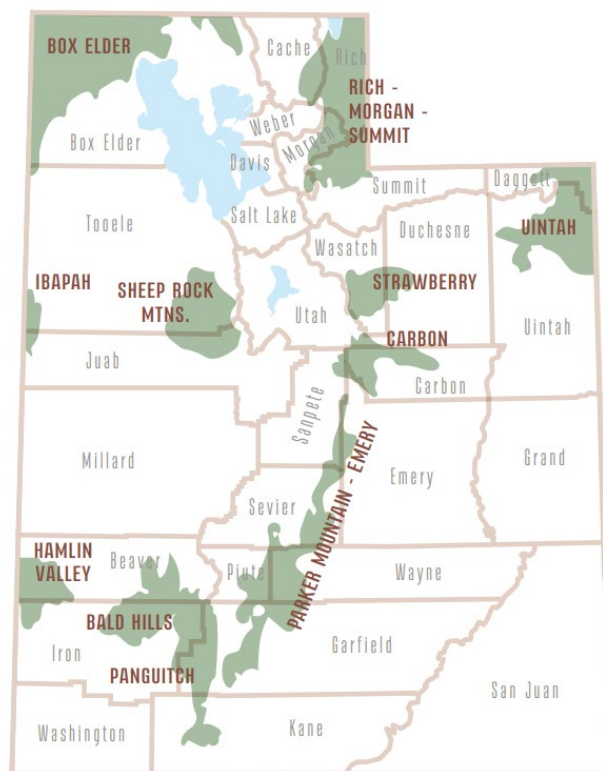 BOX ELDER
Cache
Rich
RICH -
MORGAN -
SUMMIT
Weber
Morgan
Box Elder
Davis
Summit
Daggett
Tooele
Salt Lake
Wasatch
Duchesne
UINTAH
IBAPAH
SHEEP ROCK
MTNS.
STRAWBERRY
Utah
Uintah
CARBON
Juab
Carbon
Sanpete
Millard
PARKER MOUNTAIN - EMERY
Emery
Grand
Sevier
HAMLIN
VALLEY
Beaver
Piute
Wayne
BALD HILLS
Iron
Garfield
PANGUITCH
San Juan
Washington
Kane